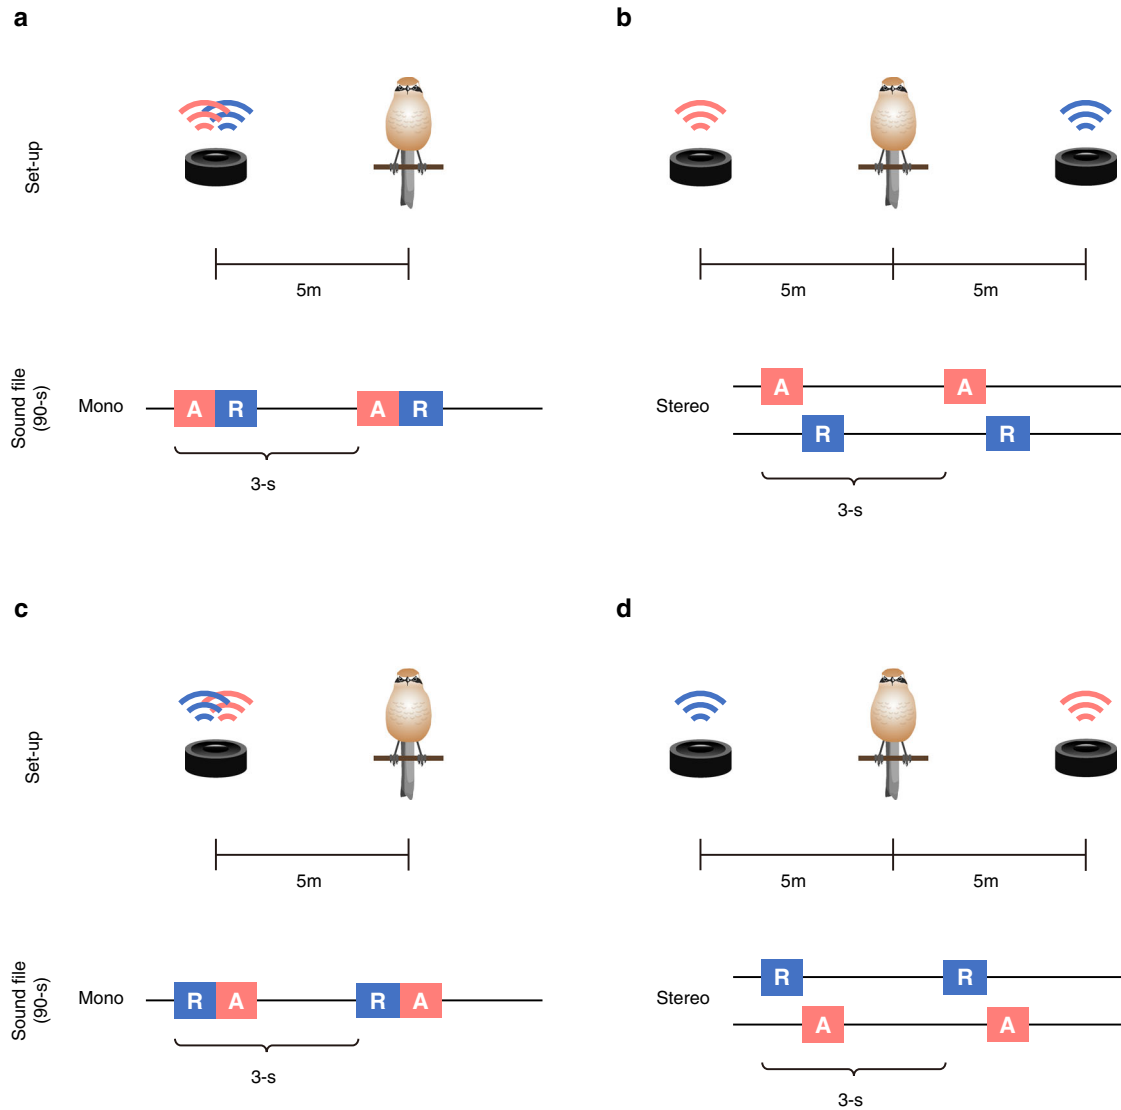 a
Set-up
5m
Sound file
(90-s)
Mono
A R
A R
3-s
b
5m
5m
Stereo
A
A
R
R
3-s
c
Set-up
5m
Sound file
(90-s)
Mono
R A
R A
3-s
d
5m
5m
Stereo
R
R
A
A
3-s